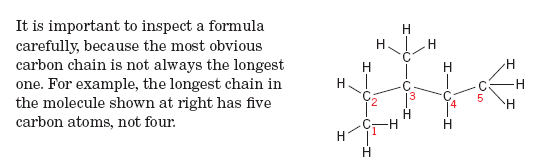 It is important to inspect a formula
carefully, because the most obvious
carbon chain is not always the longest
one. For example, the longest chain in
the molecule shown at right has five
carbon atoms, not four.
H
H C H
H H H
H C C C H
2 3 4 5
H H H
C H
1
H
H